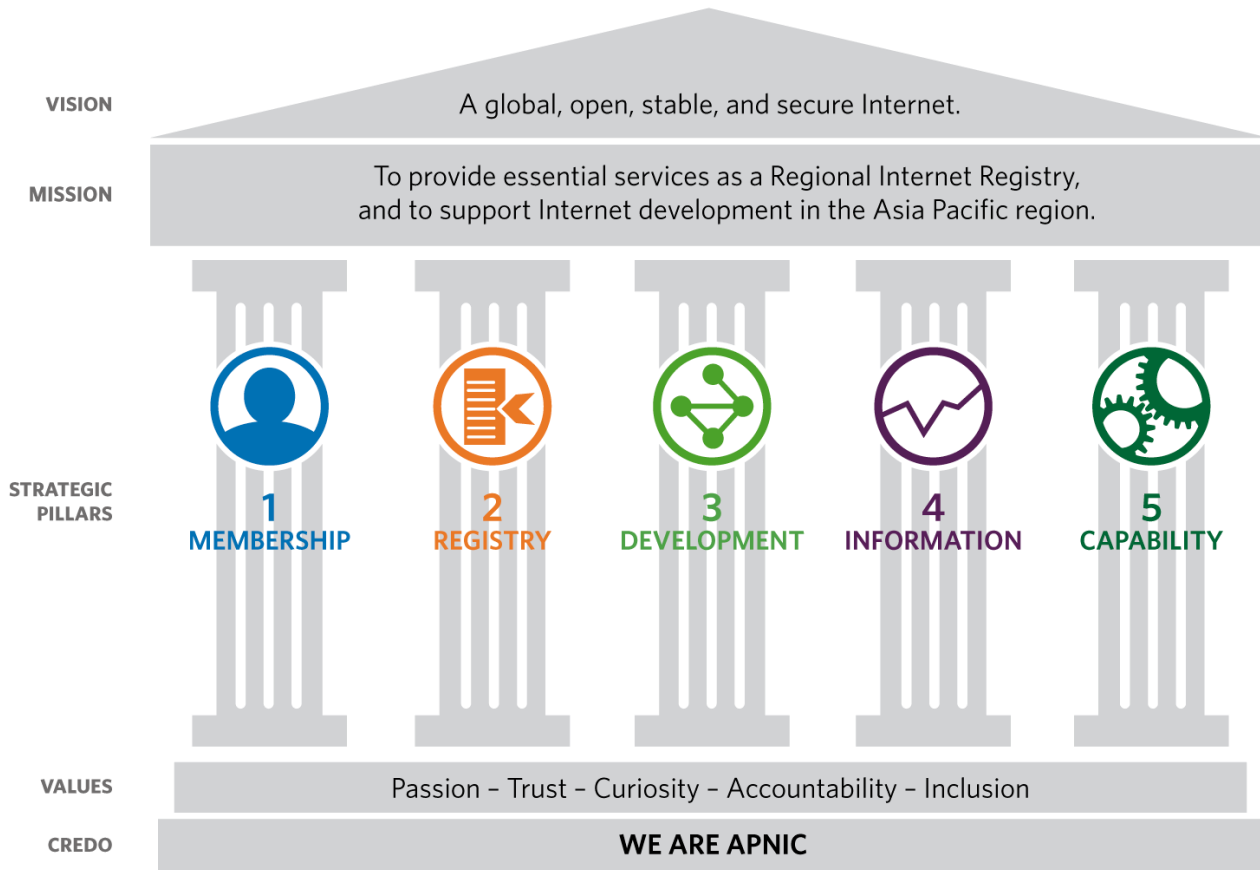 VISION
A global, open, stable, and secure Internet.
MISSION
To provide essential services as a Regional Internet Registry,
and to support Internet development in the Asia Pacific region.
STRATEGIC
PILLARS
1
MEMBERSHIP
2
REGISTRY
3
DEVELOPMENT
4
INFORMATION
5
CAPABILITY
VALUES
Passion – Trust – Curiosity – Accountability – Inclusion
CREDO
WE ARE APNIC